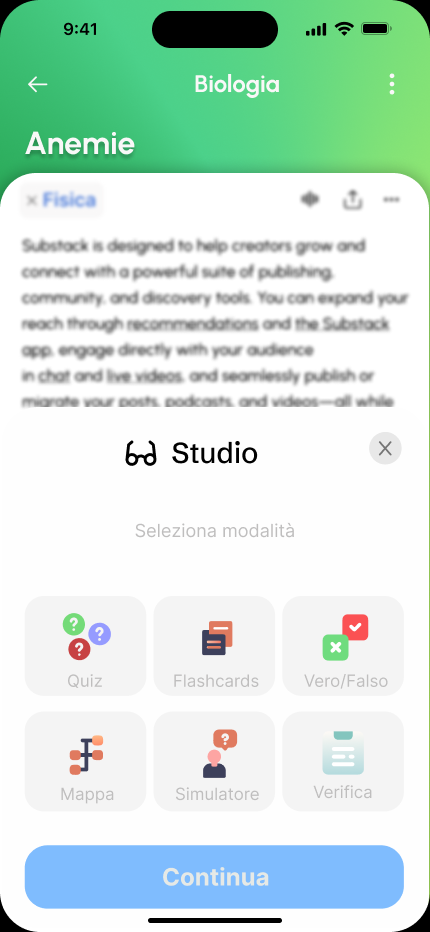 9:41
Biologia
Anemie
Fisica
Substack is designed to help creators grow and
connect with a powerful suite of publishing,
community, and discovery tools. You can expand your
reach through recommendations and the Substack
app, engage directly with your audience
in chat and live videos, and seamlessly publish or
migrate your posts, podcasts, and videos—all while
Studio
Seleziona modalità
Quiz
Flashcards
Vero/Falso
Mappa
Simulatore
Verifica
Continua